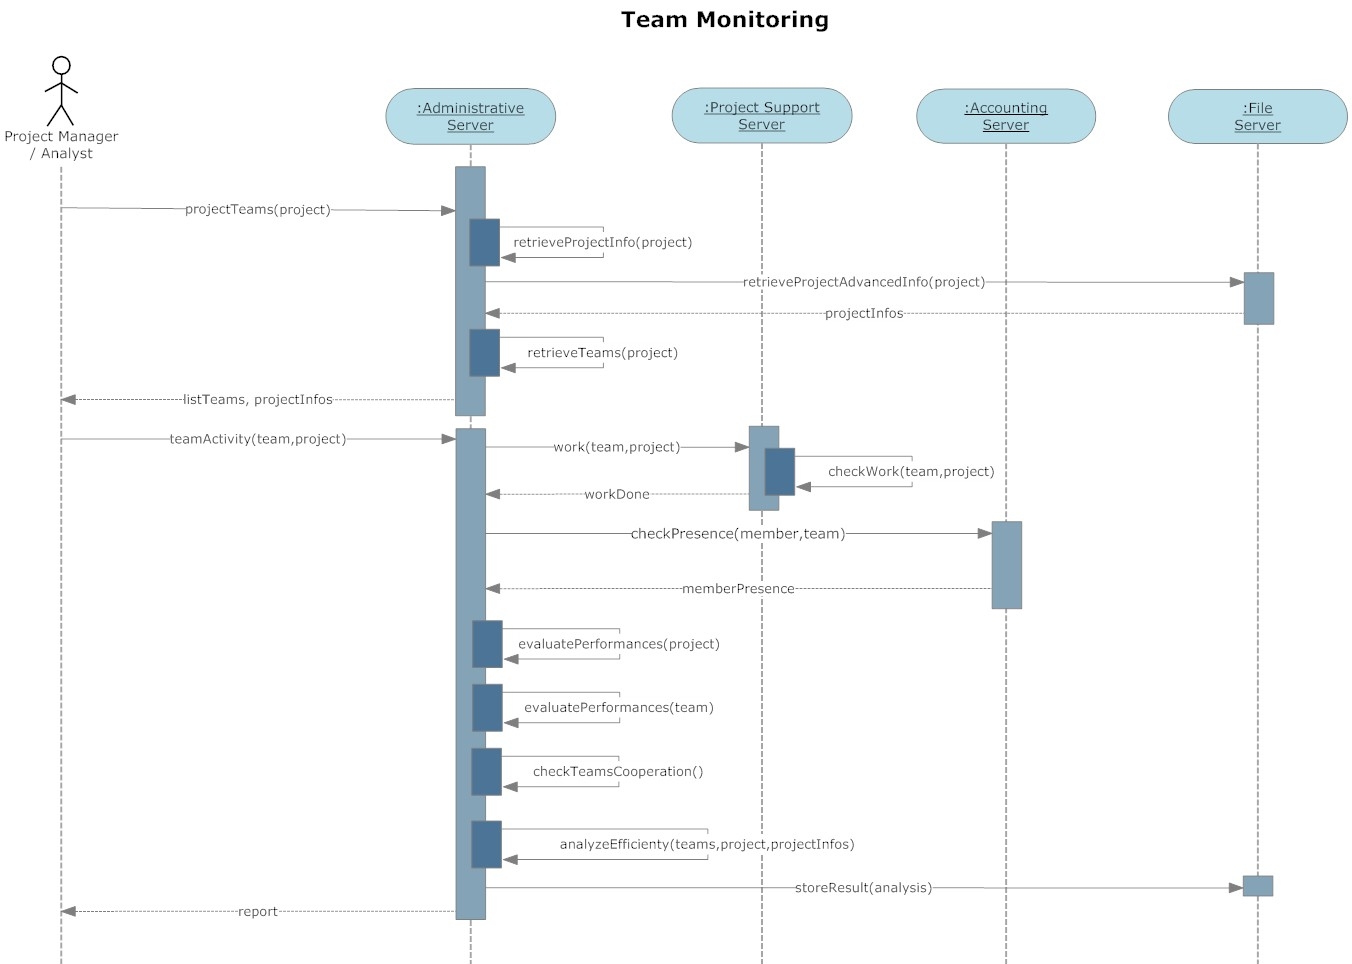 Team Monitoring
Project Manager
/ Analyst
:Administrative
Server
:Project Support
Server
:Accounting
Server
:File
Server
projectTeams(project)
retrieveProjectInfo(project)
retrieveProjectAdvancedInfo(project)
projectInfos
retrieveTeams(project)
listTeams, projectInfos
teamActivity(team,project)
work(team,project)
checkWork(team,project)
workDone
checkPresence(member,team)
memberPresence
evaluatePerformances(project)
evaluatePerformances(team)
checkTeamsCooperation()
analyzeEfficienty(teams,project,projectInfos)
storeResult(analysis)
report